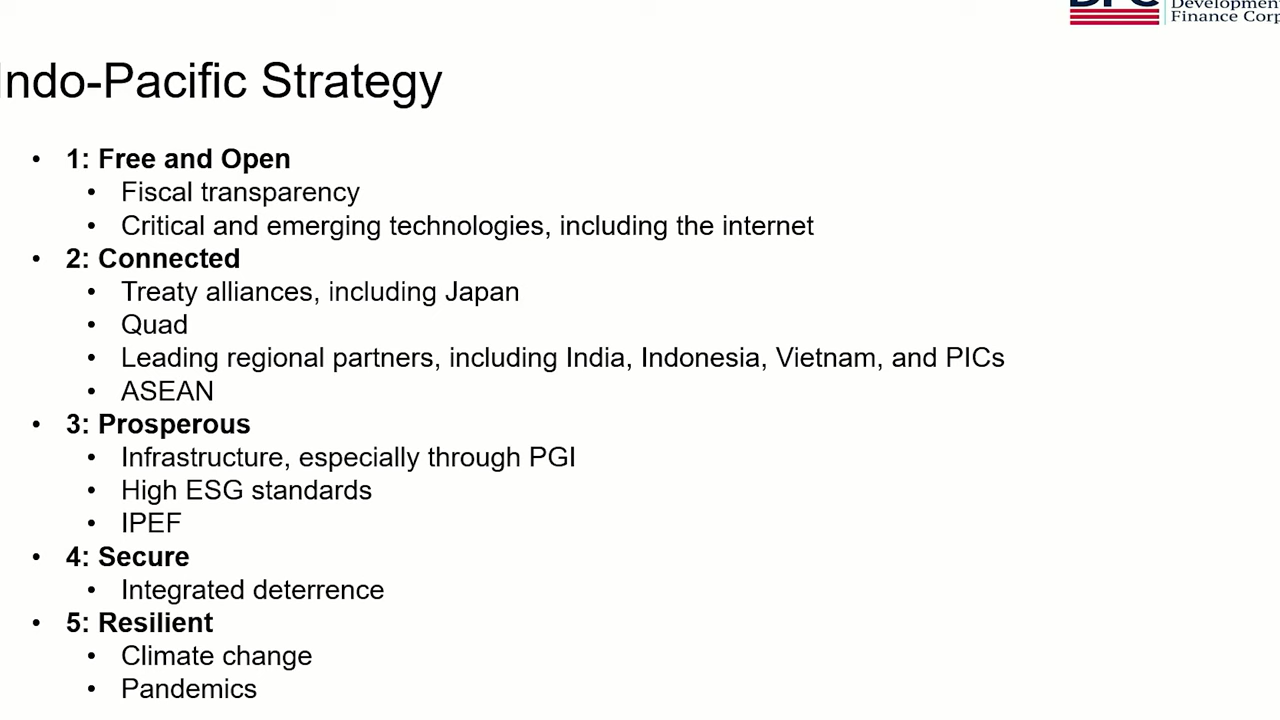 Development
Finance Corp
Indo-Pacific Strategy
• 1: Free and Open
• Fiscal transparency
• Critical and emerging technologies, including the internet
• 2: Connected
• Treaty alliances, including Japan
• Quad
• Leading regional partners, including India, Indonesia, Vietnam, and PICs
• ASEAN
• 3: Prosperous
• Infrastructure, especially through PGI
• High ESG standards
• IPEF
• 4: Secure
• Integrated deterrence
• 5: Resilient
• Climate change
• Pandemics